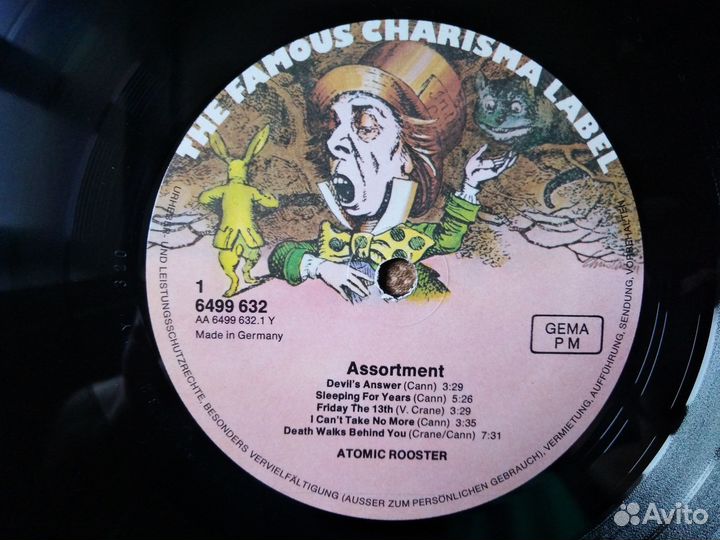 THE FAMOUS CHARISMA LABEL
1
6499 632
AA 6499 632.1 Y
Made in Germany
GEMA
P M
Assortment
Devil's Answer (Cann) 3:29
Sleeping For Years (Cann) 5:26
Friday The 13th (V. Crane) 3:29
I Can't Take No More (Cann) 3:35
Death Walks Behind You (Crane/Cann) 7:31
ATOMIC ROOSTER
URHEBER- UND LEISTUNGSSCHUTZRECHTE, BESONDERS VERVIELFÄLTIGUNG (AUSSER ZUM PERSÖNLICHEN GEBRAUCH), VERMIETUNG, AUFFÜHRUNG, SENDUNG, VORBEHALTEN
Avito